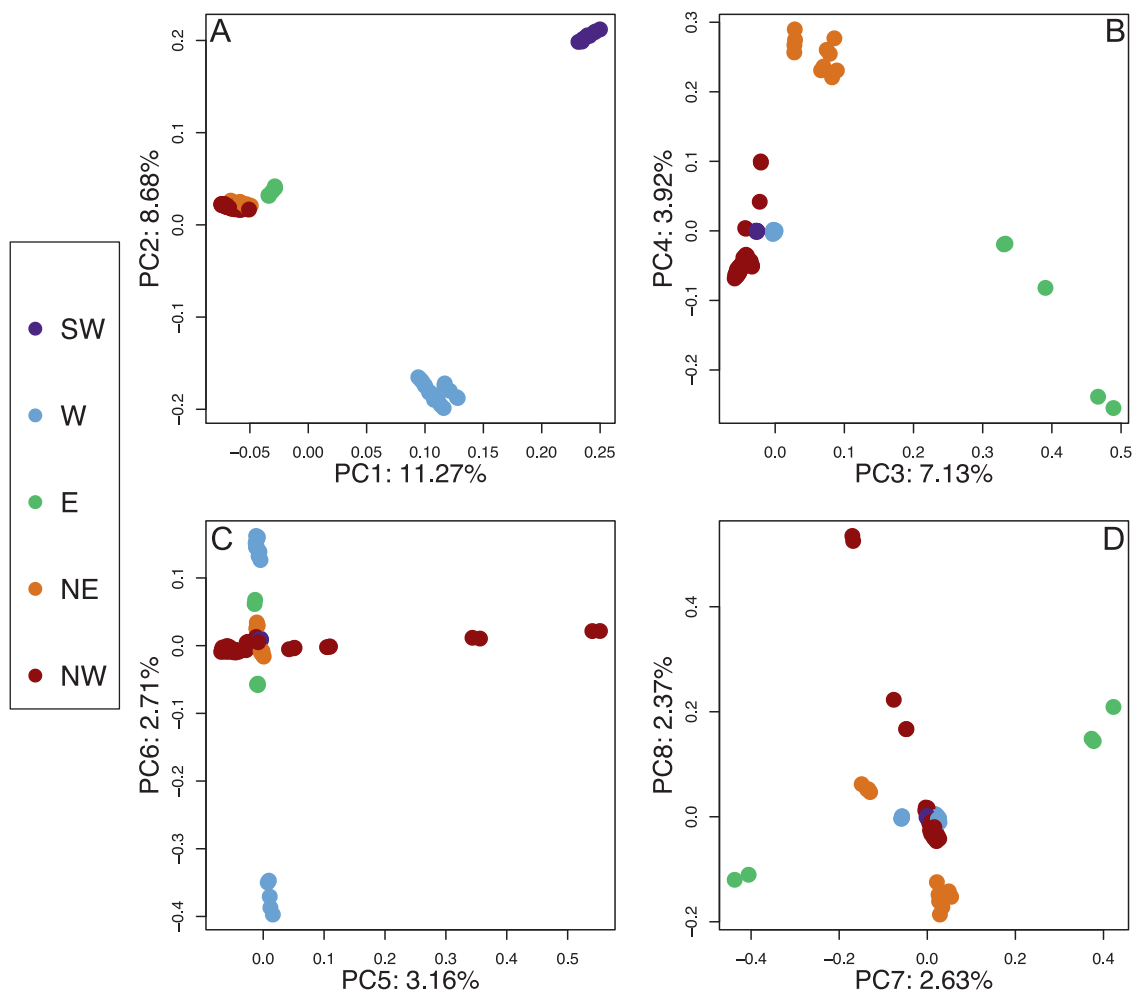 A
0.2
0.1
0.0
−0.1
−0.2
PC2: 8.68%
−0.05
0.00
0.05
0.10
0.15
0.20
0.25
PC1: 11.27%
B
0.3
0.2
0.1
0.0
−0.1
−0.2
PC4: 3.92%
0.0
0.1
0.2
0.3
0.4
0.5
PC3: 7.13%
SW
W
E
NE
NW
C
0.1
0.0
−0.1
−0.2
−0.3
−0.4
PC6: 2.71%
0.0
0.1
0.2
0.3
0.4
0.5
PC5: 3.16%
D
0.4
0.2
0.0
−0.2
PC8: 2.37%
−0.4
−0.2
0.0
0.2
0.4
PC7: 2.63%